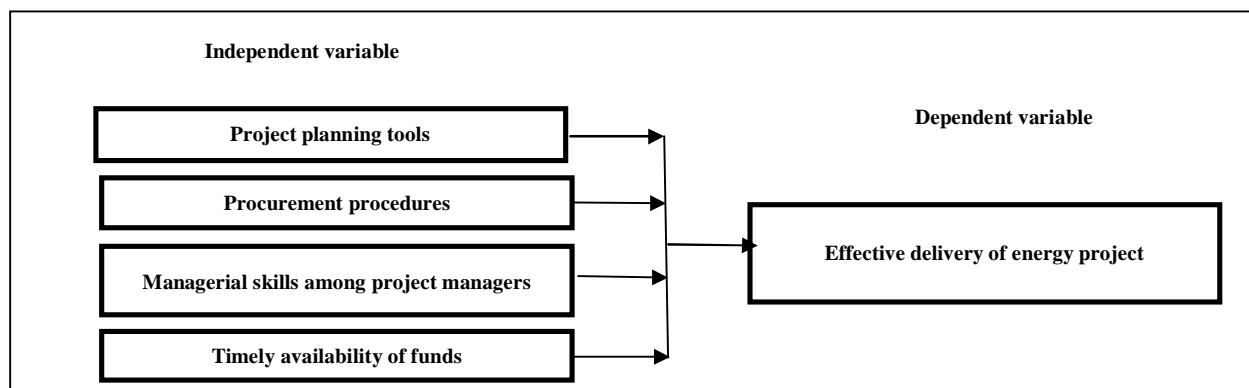 Independent variable
Dependent variable
Project planning tools
Procurement procedures
Managerial skills among project managers
Timely availability of funds
Effective delivery of energy project